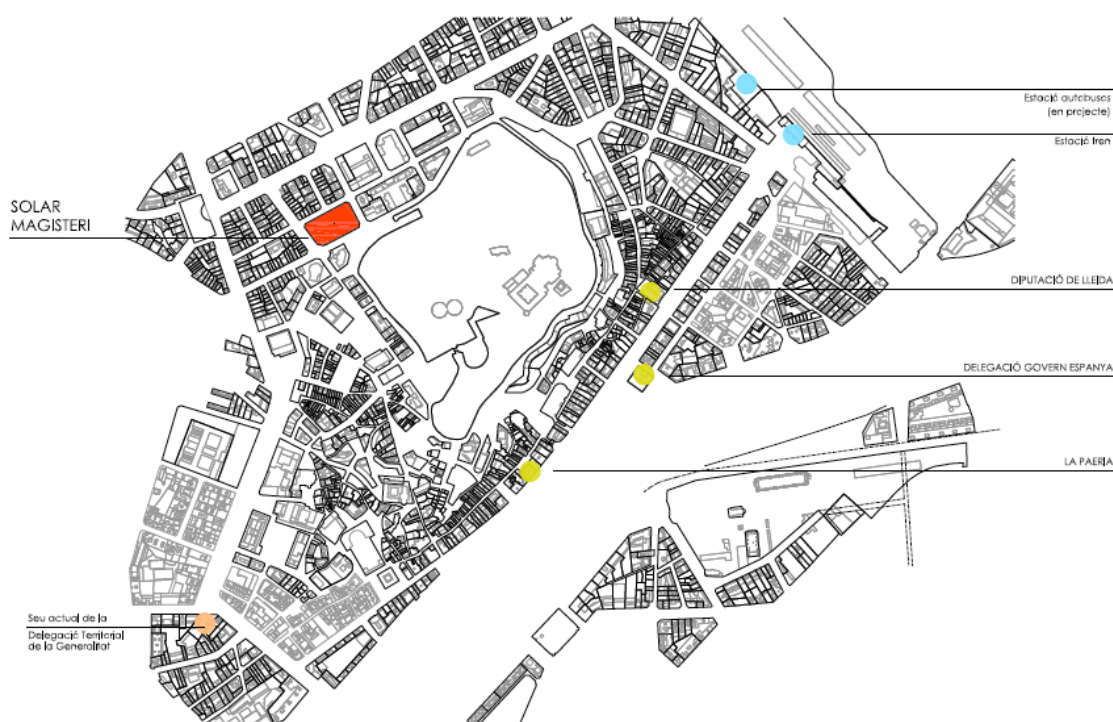 Estació autobusos
(en projecte)
Estació tren
SOLAR
MAGISTERI
DIPUTACIÓ DE LLEIDA
DELEGACIÓ GOVERN ESPANYA
LA PAERIA
Seu actual de la
Delegació Territorial
de la Generalitat